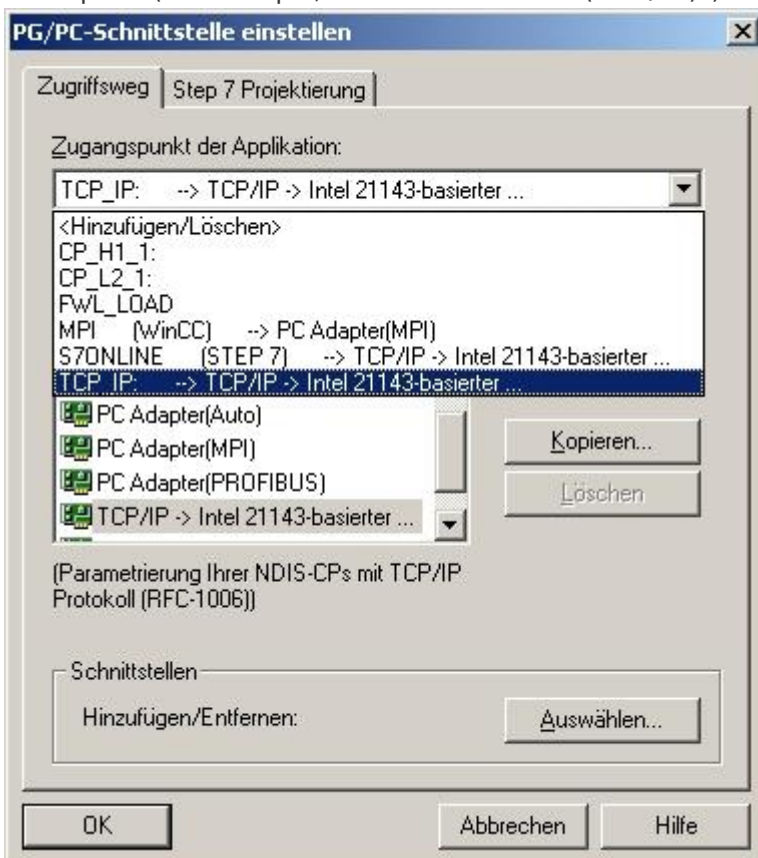 PG/PC-Schnittstelle einstellen
Zugriffsweg
Step 7 Projektierung
Zugangspunkt der Applikation:
TCP_IP: --> TCP/IP -> Intel 21143-basierter ...
<Hinzufügen/Löschen>
CP_H1_1:
CP_L2_1:
FWL_LOAD
MPI (WinCC) --> PC Adapter(MPI)
S7ONLINE (STEP 7) --> TCP/IP -> Intel 21143-basierter ...
TCP_IP: --> TCP/IP -> Intel 21143-basierter ...
PC Adapter(Auto)
PC Adapter(MPI)
PC Adapter(PROFIBUS)
TCP/IP -> Intel 21143-basierter ...
Kopieren...
Löschen
(Parametrierung Ihrer NDIS-CPs mit TCP/IP
Protokoll (RFC-1006))
Schnittstellen
Hinzufügen/Entfernen:
Auswählen...
OK
Abbrechen
Hilfe